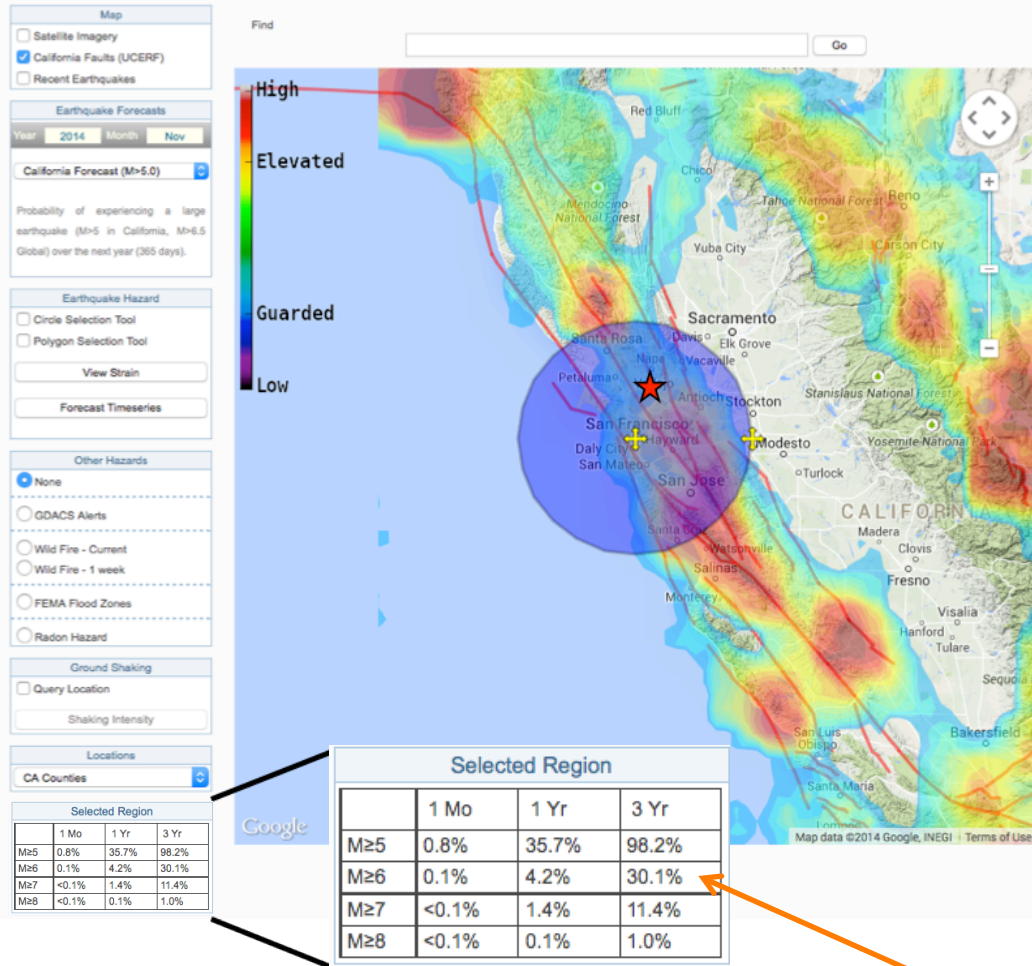 Map
Satellite Imagery
California Faults (UCERF)
Recent Earthquakes
Earthquake Forecasts
Year 2014 Month Nov
California Forecast (M>5.0)
Probability of experiencing a large
earthquake (M>5 in California, M>6.5
Global) over the next year (365 days).
Earthquake Hazard
Circle Selection Tool
Polygon Selection Tool
View Strain
Forecast Timeseries
Other Hazards
None
GDACS Alerts
Wild Fire - Current
Wild Fire - 1 week
FEMA Flood Zones
Radon Hazard
Ground Shaking
Query Location
Shaking Intensity
Locations
CA Counties
Selected Region
1 Mo 1 Yr 3 Yr
M≥5 0.8% 35.7% 98.2%
M≥6 0.1% 4.2% 30.1%
M≥7 <0.1% 1.4% 11.4%
M≥8 <0.1% 0.1% 1.0%
Find
Go
High
Elevated
Guarded
Low
Red Bluff
Chico
Mendocino
National Forest
Tahoe National Forest
Reno
Carson City
Yuba City
Sacramento
Davis
Elk Grove
Santa Rosa
Napa
Vacaville
Petaluma
Antioch
Stockton
Stanislaus National Forest
San Francisco
Hayward
Modesto
Yosemite National Park
Daly City
San Mateo
Turlock
San Jose
CALIFORN
Madera
Santa Cruz
Clovis
Watsonville
Fresno
Salinas
Monterey
Visalia
Hanford
Tulare
Sequoia
San Luis
Obispo
Bakersfield
Santa Maria
Lompoc
Google
Map data ©2014 Google, INEGI
Terms of Use
Selected Region
1 Mo 1 Yr 3 Yr
M≥5 0.8% 35.7% 98.2%
M≥6 0.1% 4.2% 30.1%
M≥7 <0.1% 1.4% 11.4%
M≥8 <0.1% 0.1% 1.0%